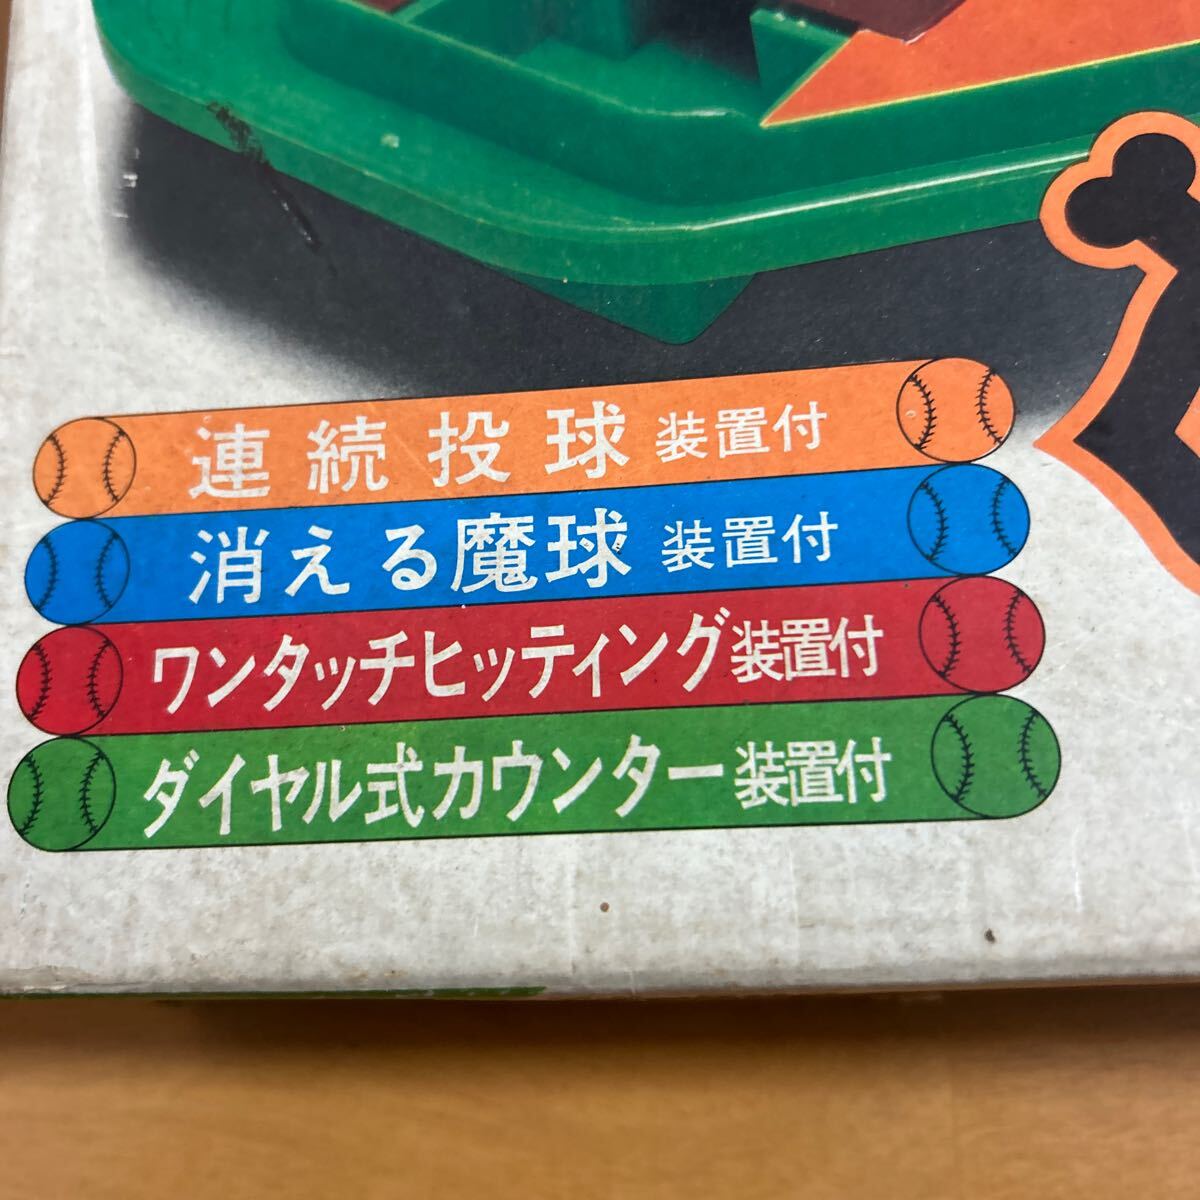 連続投球装置付
消える魔球装置付
ワンタッチヒッティング装置付
ダイヤル式カウンター装置付